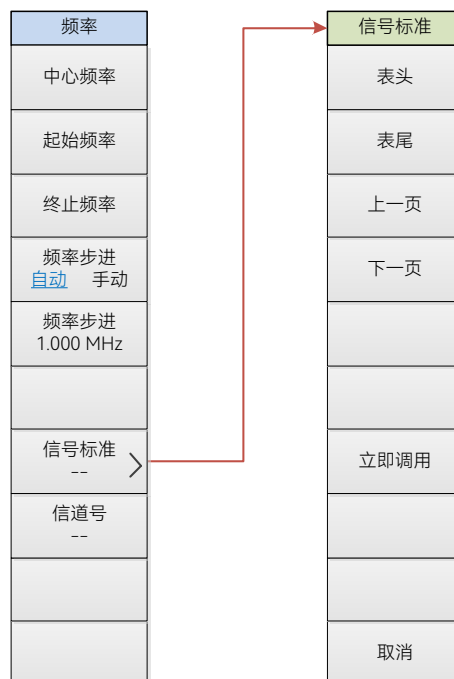 频率
中心频率
起始频率
终止频率
频率步进
自动 手动
频率步进
1.000 MHz
信号标准
--
信道号
--
信号标准
表头
表尾
上一页
下一页
立即调用
取消